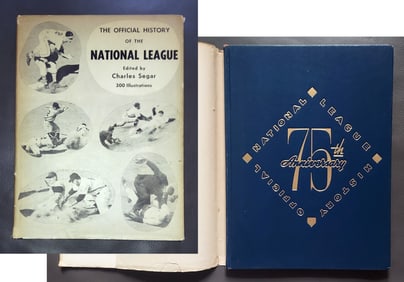 THE OFFICIAL HISTORY
OF THE
NATIONAL LEAGUE
Edited by
Charles Segar
300 Illustrations
NATIONAL LEAGUE
OFFICIAL HISTORY
75th
Anniversary